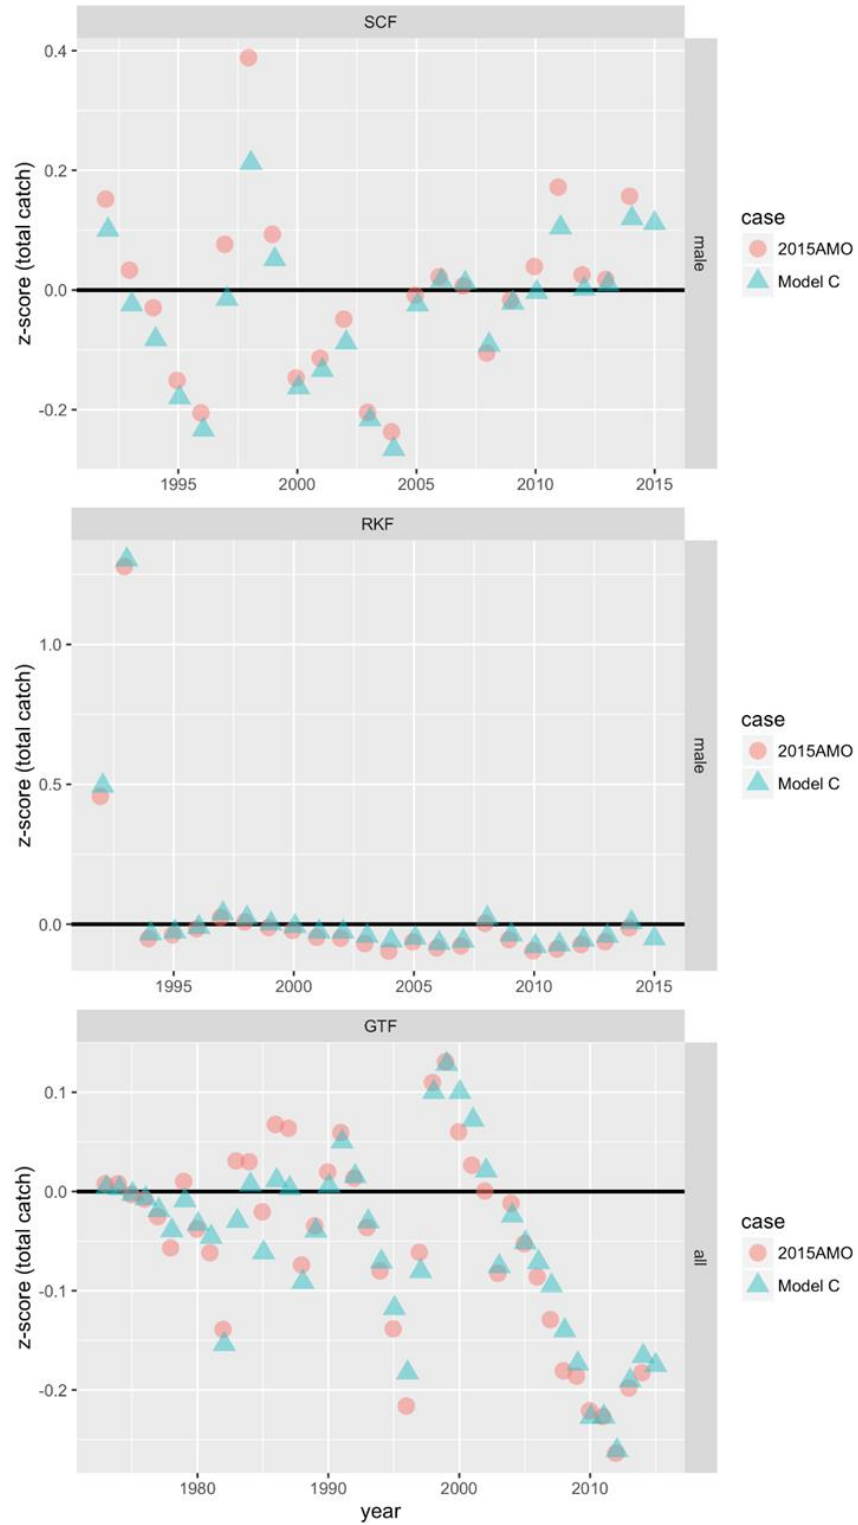 SCF
z-score (total catch)
0.4
0.2
0.0
-0.2
1995 2000 2005 2010 2015
male
case
2015AMO
Model C
RKF
z-score (total catch)
1.0
0.5
0.0
1995 2000 2005 2010 2015
male
case
2015AMO
Model C
GTF
z-score (total catch)
0.1
0.0
-0.1
-0.2
1980 1990 2000 2010
year
all
case
2015AMO
Model C